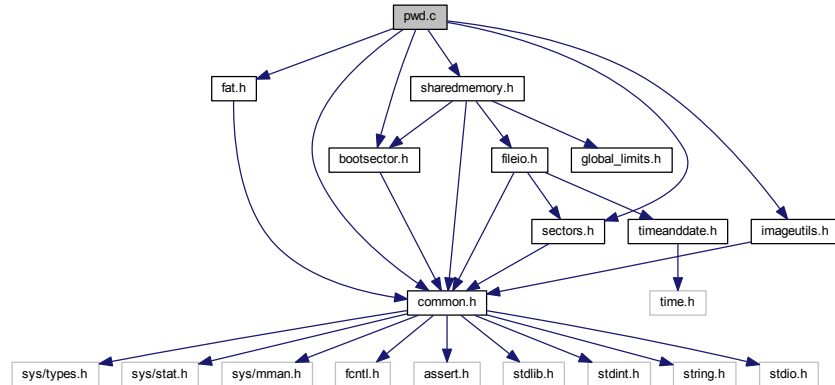 pwd.c
fat.h
sharedmemory.h
bootsector.h
fileio.h
global_limits.h
sectors.h
timeanddate.h
imageutils.h
common.h
time.h
sys/types.h
sys/stat.h
sys/mman.h
fcntl.h
assert.h
stdlib.h
stdint.h
string.h
stdio.h